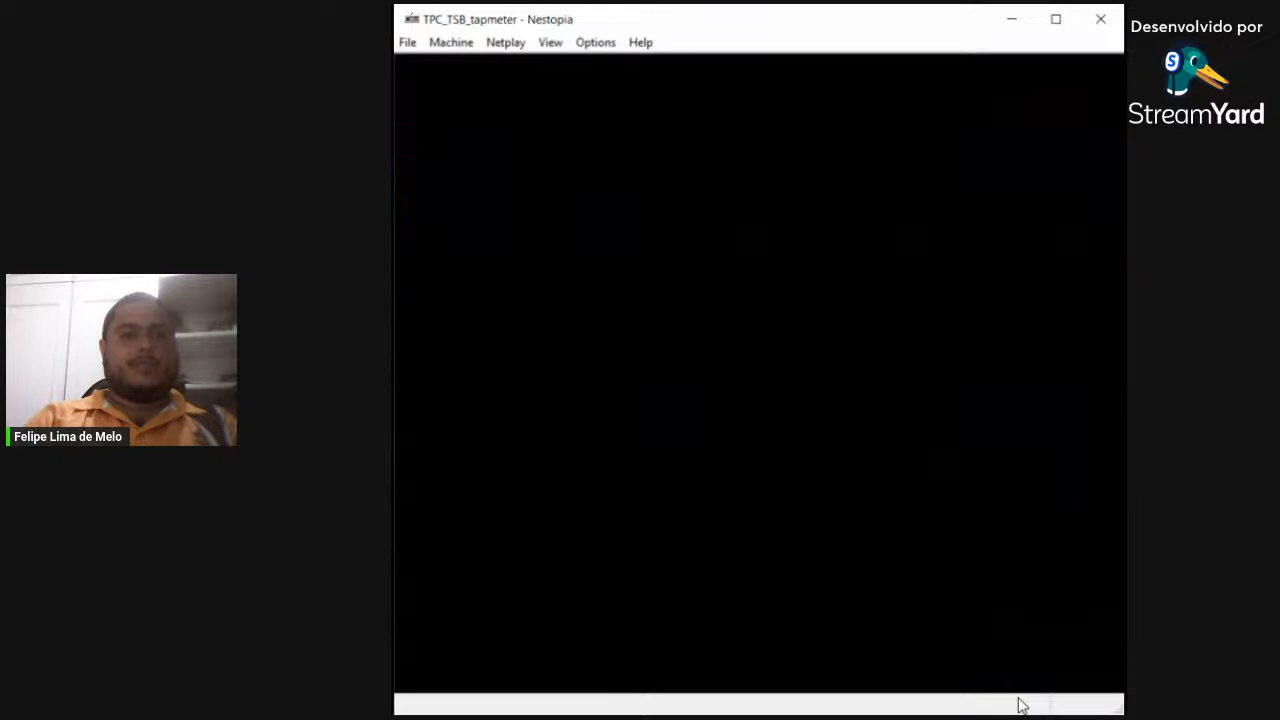 TPC_TSB_tapmeter - Nestopia
File Machine Netplay View Options Help
Desenvolvido por
S
StreamYard
Felipe Lima de Melo